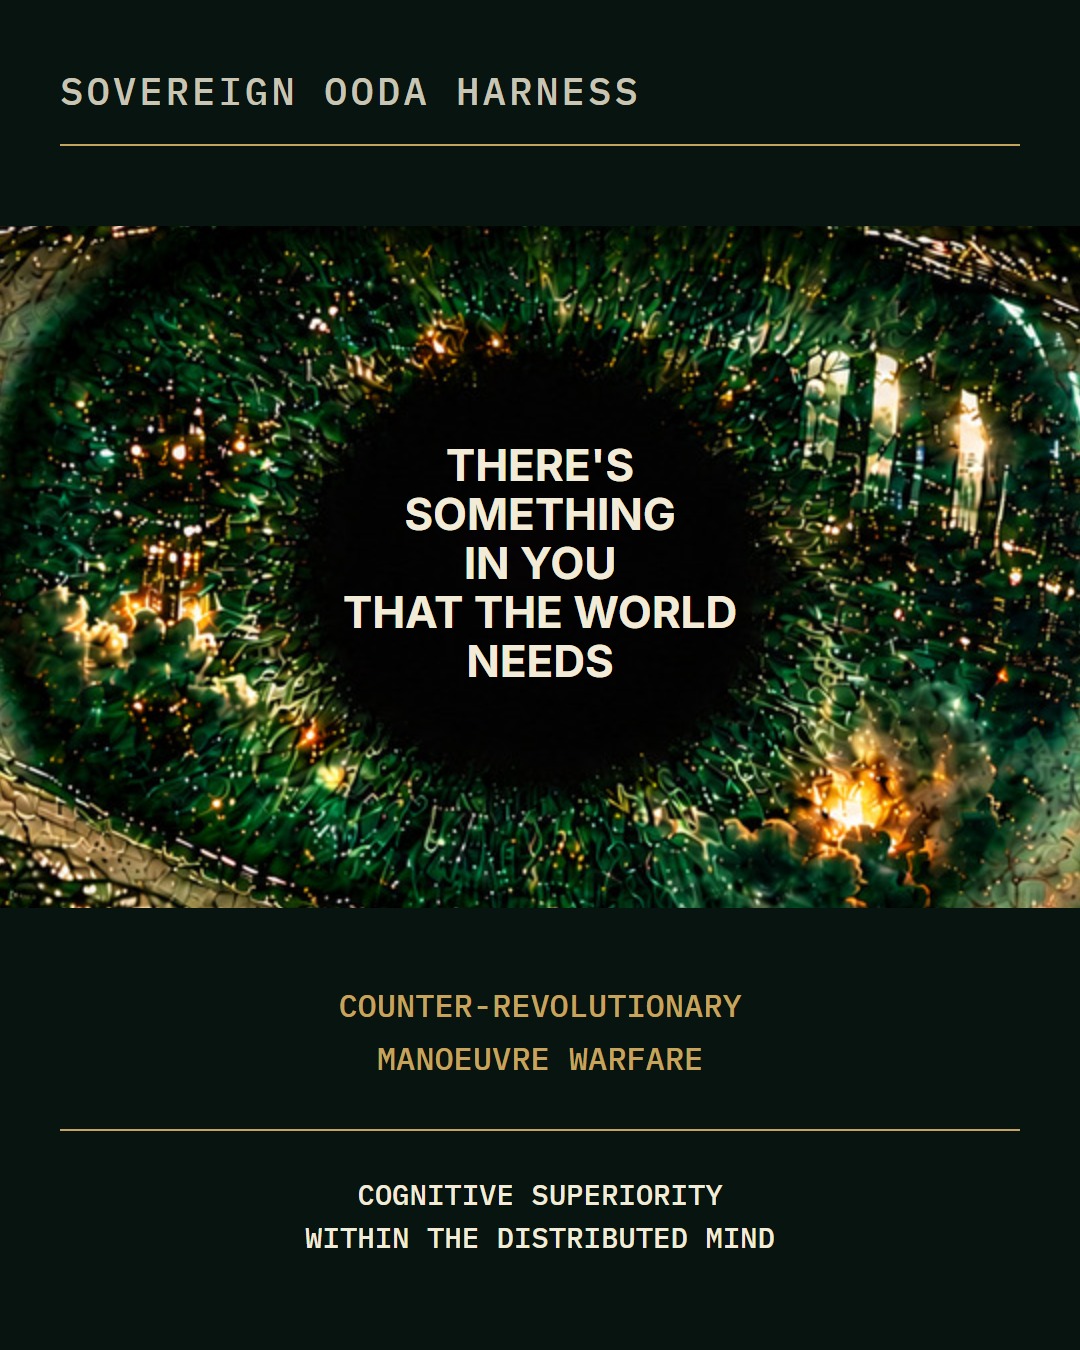 SOVEREIGN OODA HARNESS
THERE'S
SOMETHING
IN YOU
THAT THE WORLD
NEEDS
COUNTER-REVOLUTIONARY
MANOEUVRE WARFARE
COGNITIVE SUPERIORITY
WITHIN THE DISTRIBUTED MIND